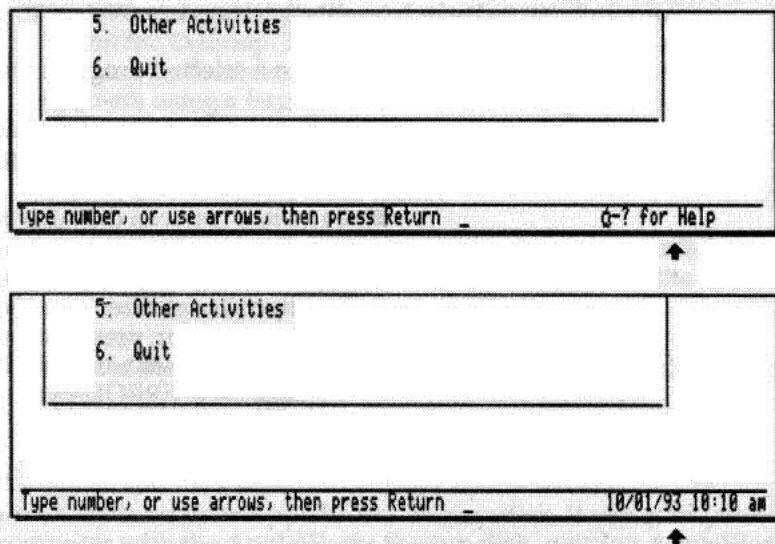 5. Other Activities
6. Quit
Type number, or use arrows, then press Return _ ⌂-? for Help
5. Other Activities
6. Quit
Type number, or use arrows, then press Return _ 10/01/93 10:10 am